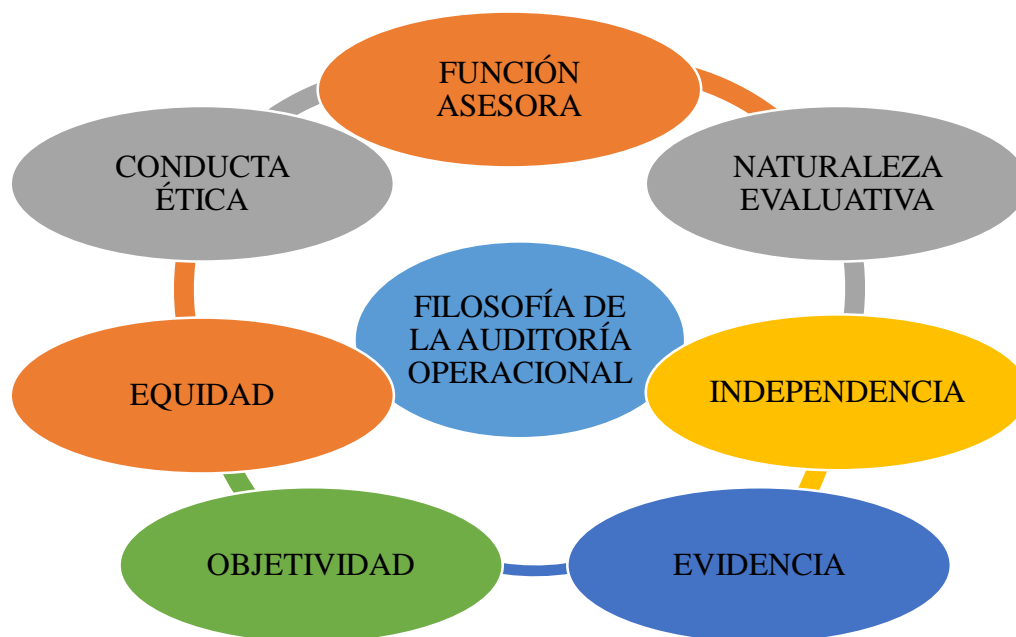 FUNCIÓN
ASESORA
CONDUCTA
ÉTICA
NATURALEZA
EVALUATIVA
FILOSOFÍA DE
LA AUDITORÍA
OPERACIONAL
EQUIDAD
INDEPENDENCIA
OBJETIVIDAD
EVIDENCIA